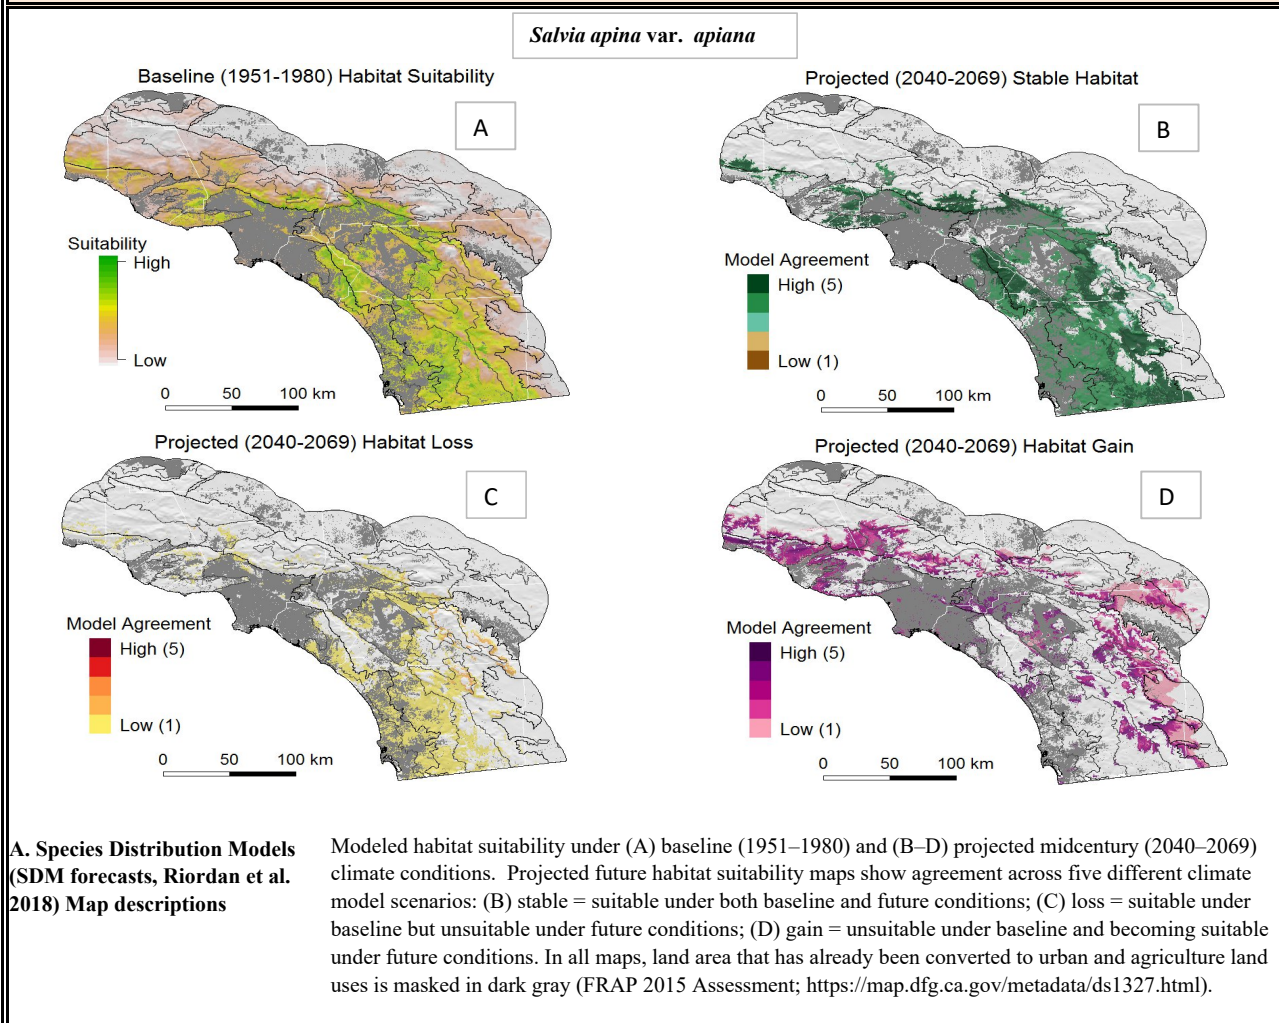 Salvia apina var. apiana
Baseline (1951-1980) Habitat Suitability
A
Suitability
High
Low
0 50 100 km
Projected (2040-2069) Stable Habitat
B
Model Agreement
High (5)
Low (1)
0 50 100 km
Projected (2040-2069) Habitat Loss
C
Model Agreement
High (5)
Low (1)
0 50 100 km
Projected (2040-2069) Habitat Gain
D
Model Agreement
High (5)
Low (1)
0 50 100 km
A. Species Distribution Models
(SDM forecasts, Riordan et al.
2018) Map descriptions
Modeled habitat suitability under (A) baseline (1951–1980) and (B–D) projected midcentury (2040–2069)
climate conditions.  Projected future habitat suitability maps show agreement across five different climate
model scenarios: (B) stable = suitable under both baseline and future conditions; (C) loss = suitable under
baseline but unsuitable under future conditions; (D) gain = unsuitable under baseline and becoming suitable
under future conditions. In all maps, land area that has already been converted to urban and agriculture land
uses is masked in dark gray (FRAP 2015 Assessment; https://map.dfg.ca.gov/metadata/ds1327.html).